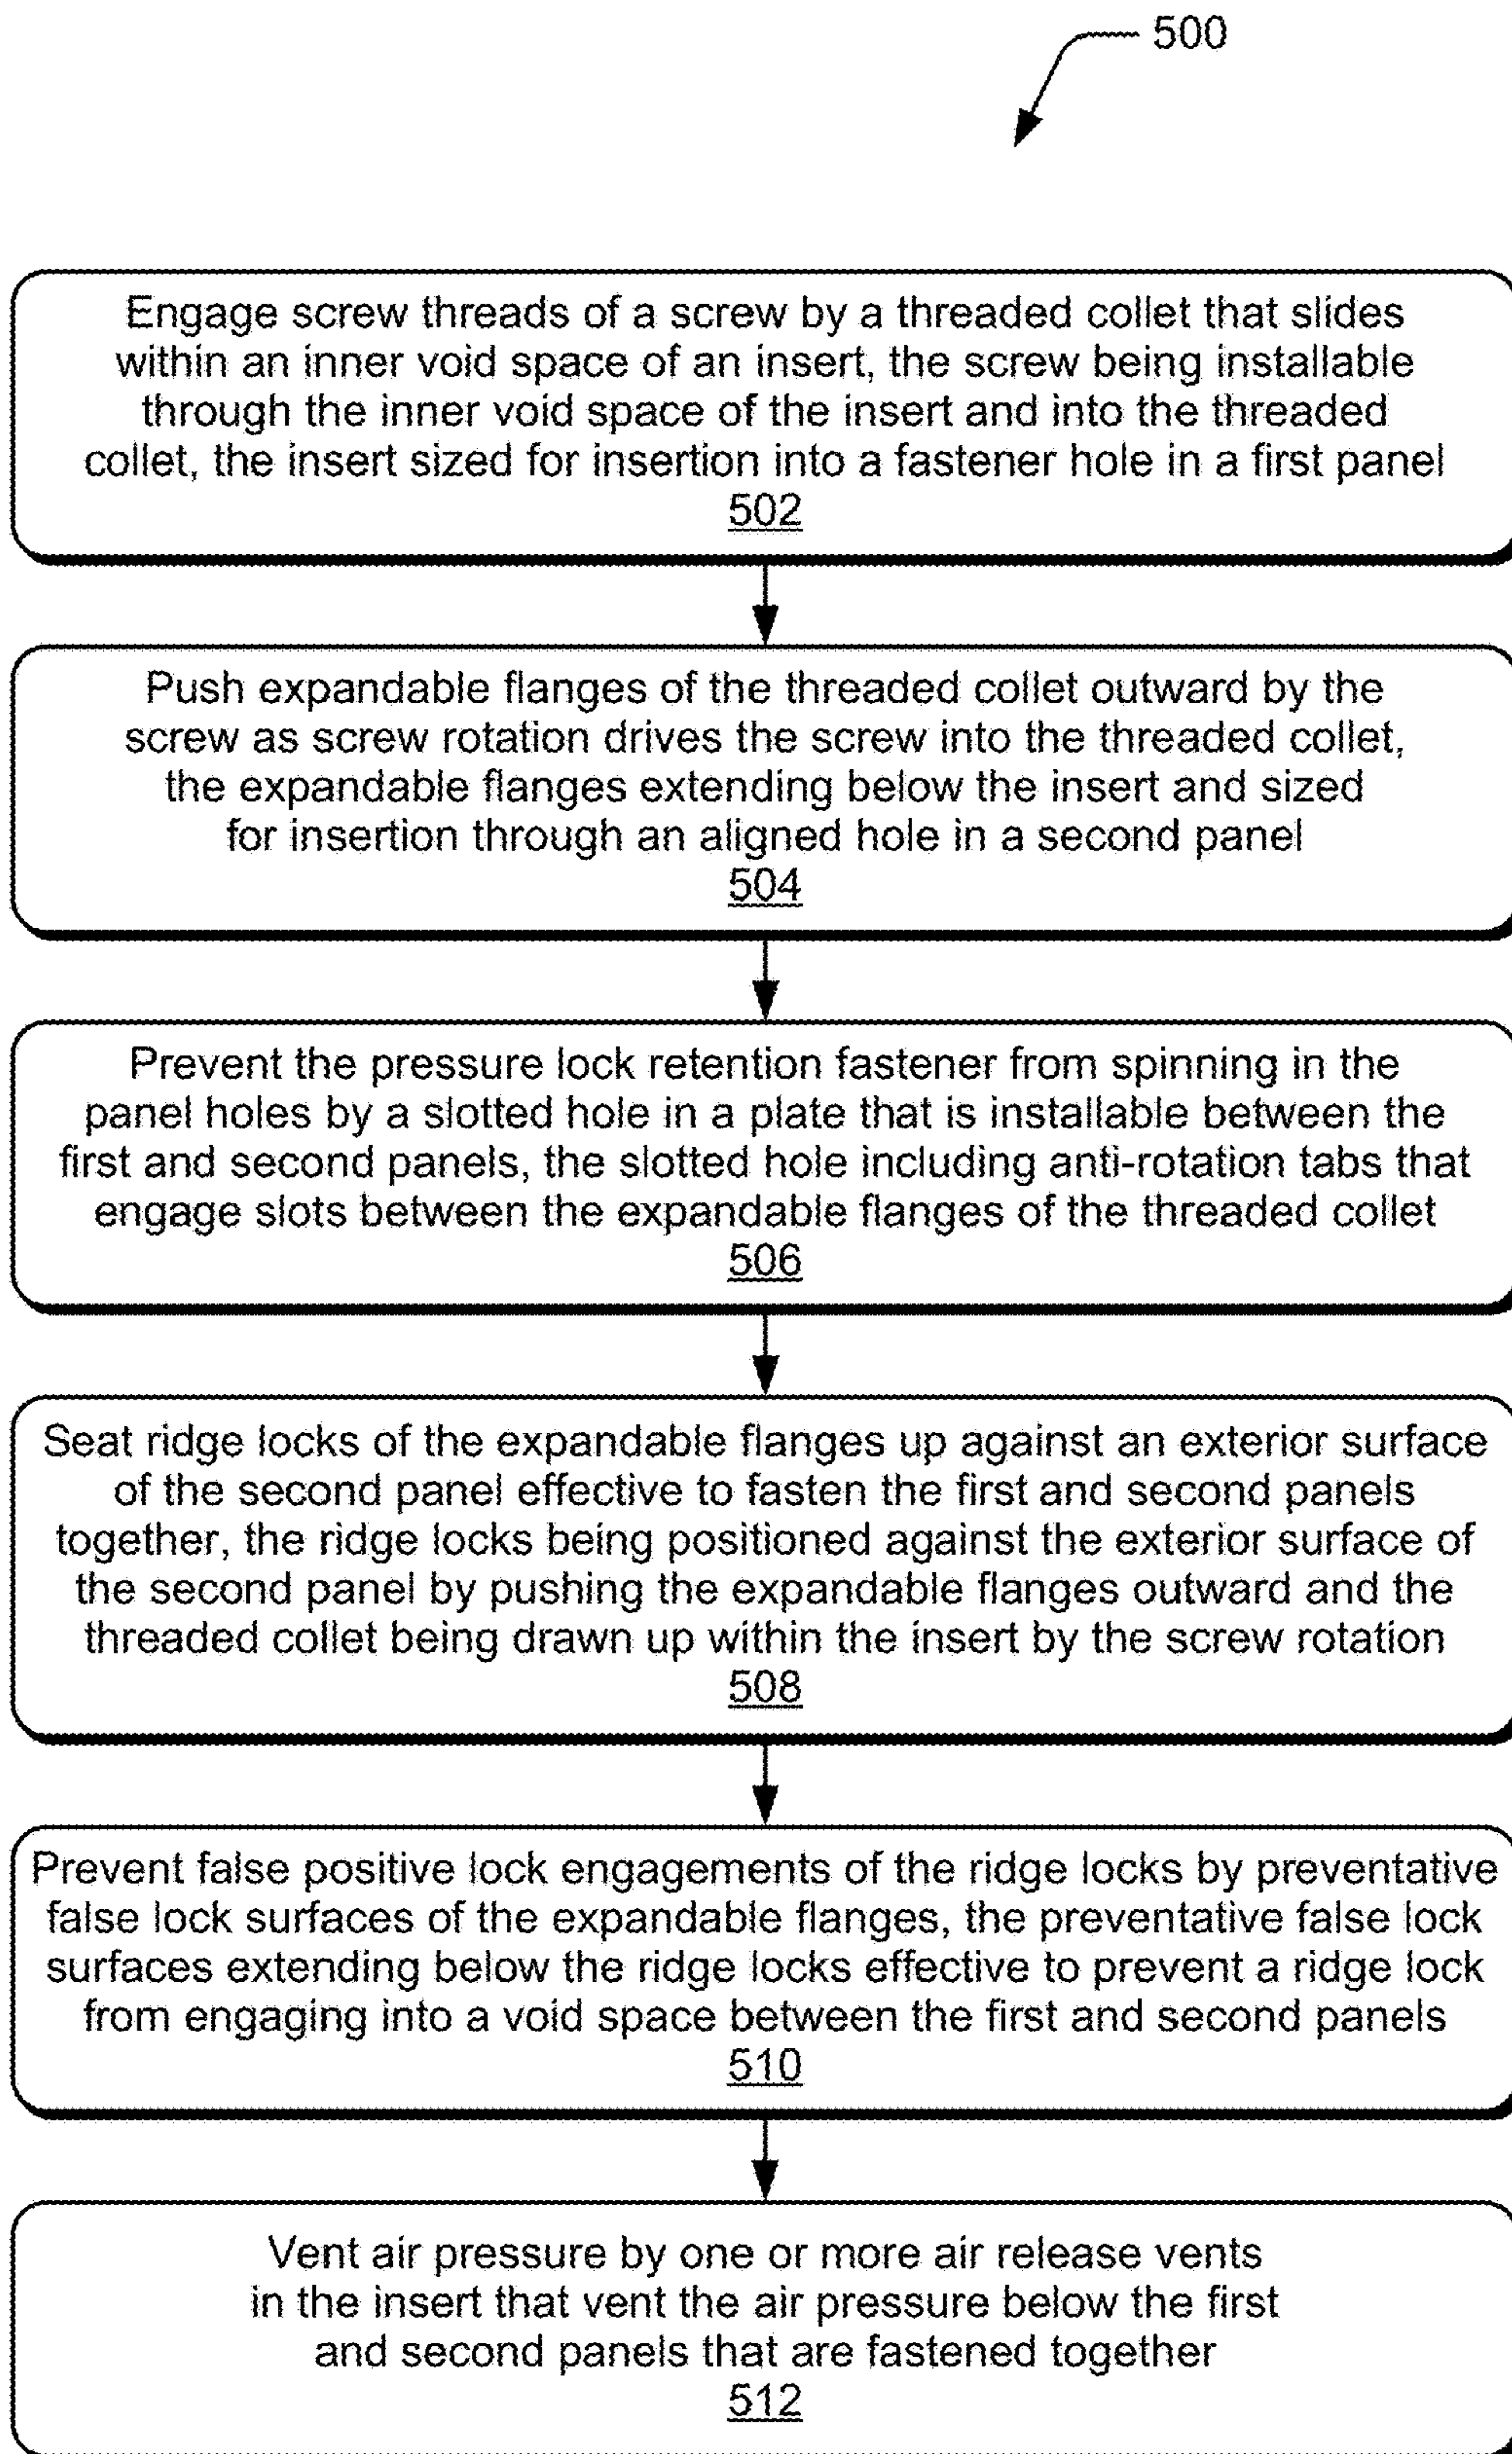 500
Engage screw threads of a screw by a threaded collet that slides
within an inner void space of an insert, the screw being installable
through the inner void space of the insert and into the threaded
collet, the insert sized for insertion into a fastener hole in a first panel
502
Push expandable flanges of the threaded collet outward by the
screw as screw rotation drives the screw into the threaded collet,
the expandable flanges extending below the insert and sized
for insertion through an aligned hole in a second panel
504
Prevent the pressure lock retention fastener from spinning in the
panel holes by a slotted hole in a plate that is installable between the
first and second panels, the slotted hole including anti-rotation tabs that
engage slots between the expandable flanges of the threaded collet
506
Seat ridge locks of the expandable flanges up against an exterior surface
of the second panel effective to fasten the first and second panels
together, the ridge locks being positioned against the exterior surface of
the second panel by pushing the expandable flanges outward and the
threaded collet being drawn up within the insert by the screw rotation
508
Prevent false positive lock engagements of the ridge locks by preventative
false lock surfaces of the expandable flanges, the preventative false lock
surfaces extending below the ridge locks effective to prevent a ridge lock
from engaging into a void space between the first and second panels
510
Vent air pressure by one or more air release vents
in the insert that vent the air pressure below the first
and second panels that are fastened together
512